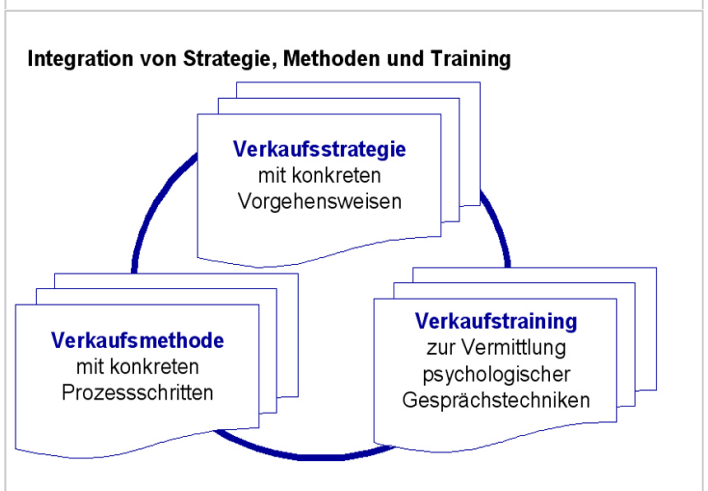 Integration von Strategie, Methoden und Training
Verkaufsstrategie
mit konkreten
Vorgehensweisen
Verkaufsmethode
mit konkreten
Prozessschritten
Verkaufstraining
zur Vermittlung
psychologischer
Gesprächstechniken